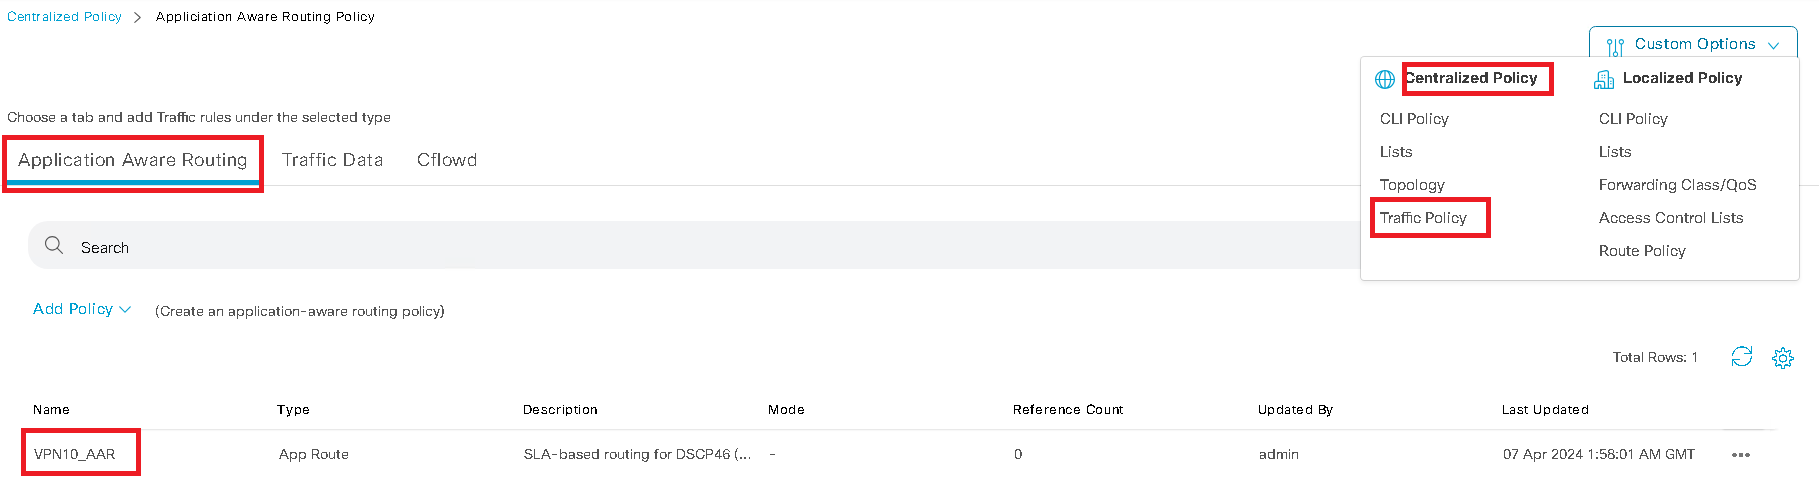 Centralized Policy > Appliciation Aware Routing Policy
Custom Options
Centralized Policy
CLI Policy
Lists
Topology
Traffic Policy
Localized Policy
CLI Policy
Lists
Forwarding Class/QoS
Access Control Lists
Route Policy
Choose a tab and add Traffic rules under the selected type
Application Aware Routing Traffic Data Cflowd
Search
Add Policy (Create an application-aware routing policy)
Total Rows: 1
Name Type Description Mode Reference Count Updated By Last Updated
VPN10_AAR App Route SLA-based routing for DSCP46 (... - 0 admin 07 Apr 2024 1:58:01 AM GMT •••